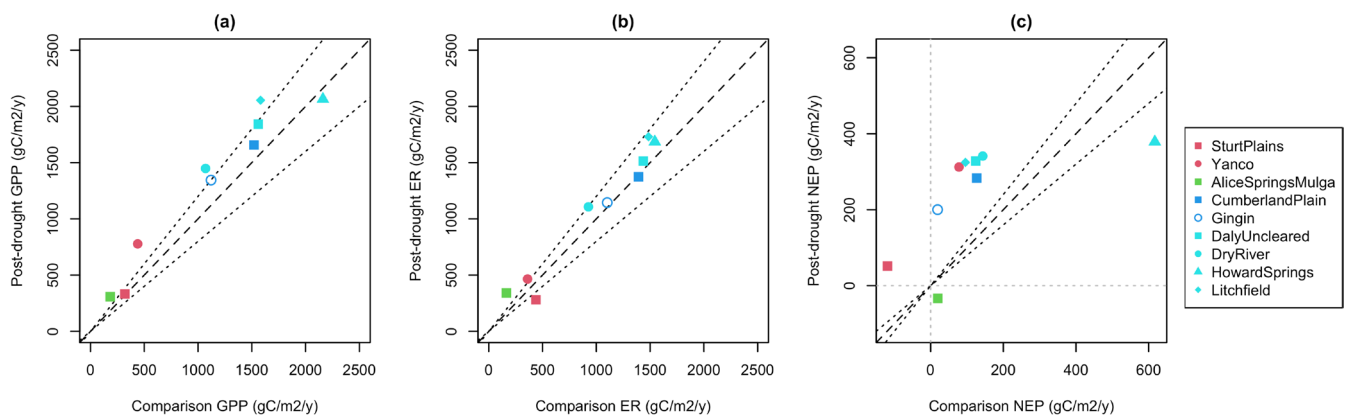 (a)
Post-drought GPP (gC/m2/y)
2500
2000
1500
1000
500
0
0 500 1000 1500 2000 2500
Comparison GPP (gC/m2/y)
(b)
Post-drought ER (gC/m2/y)
2500
2000
1500
1000
500
0
0 500 1000 1500 2000 2500
Comparison ER (gC/m2/y)
(c)
Post-drought NEP (gC/m2/y)
600
400
200
0
0 200 400 600
Comparison NEP (gC/m2/y)
SturtPlains
Yanco
AliceSpringsMulga
CumberlandPlain
Gingin
DalyUncleared
DryRiver
HowardSprings
Litchfield